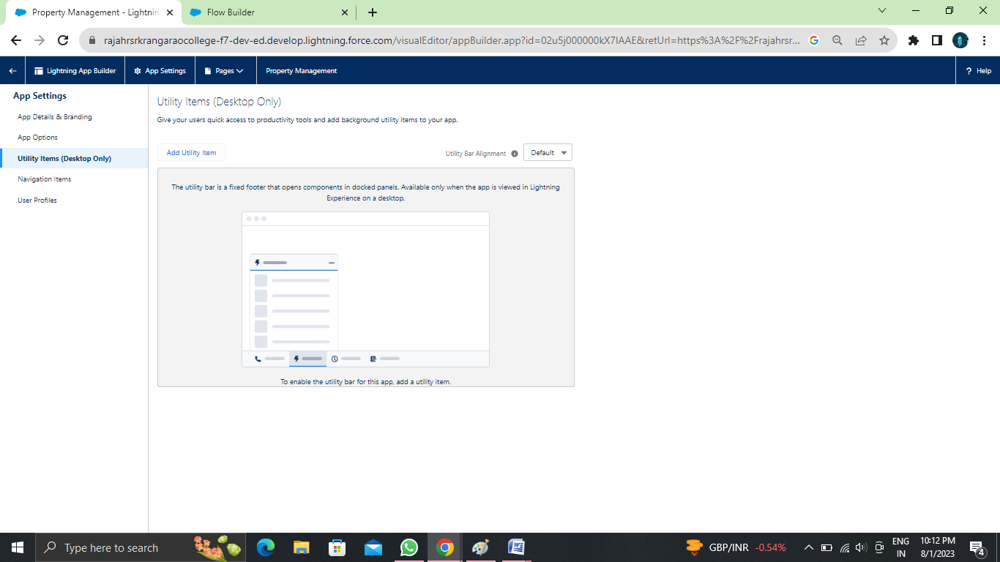 Property Management - Lightnin
Flow Builder
rajahrsrkrangaraocollege-f7-dev-ed.develop.lightning.force.com/visualEditor/appBuilder.app?id=02u5j000000kX7IAAE&retUrl=https%3A%2F%2Frajahrsr...
Lightning App Builder
App Settings
Pages
Property Management
? Help
App Settings
App Details & Branding
App Options
Utility Items (Desktop Only)
Navigation Items
User Profiles
Utility Items (Desktop Only)
Give your users quick access to productivity tools and add background utility items to your app.
Add Utility Item
Utility Bar Alignment
Default
The utility bar is a fixed footer that opens components in docked panels. Available only when the app is viewed in Lightning
Experience on a desktop.
To enable the utility bar for this app, add a utility item.
Type here to search
GBP/INR -0.54%
ENG
IN
10:12 PM
8/1/2023
4